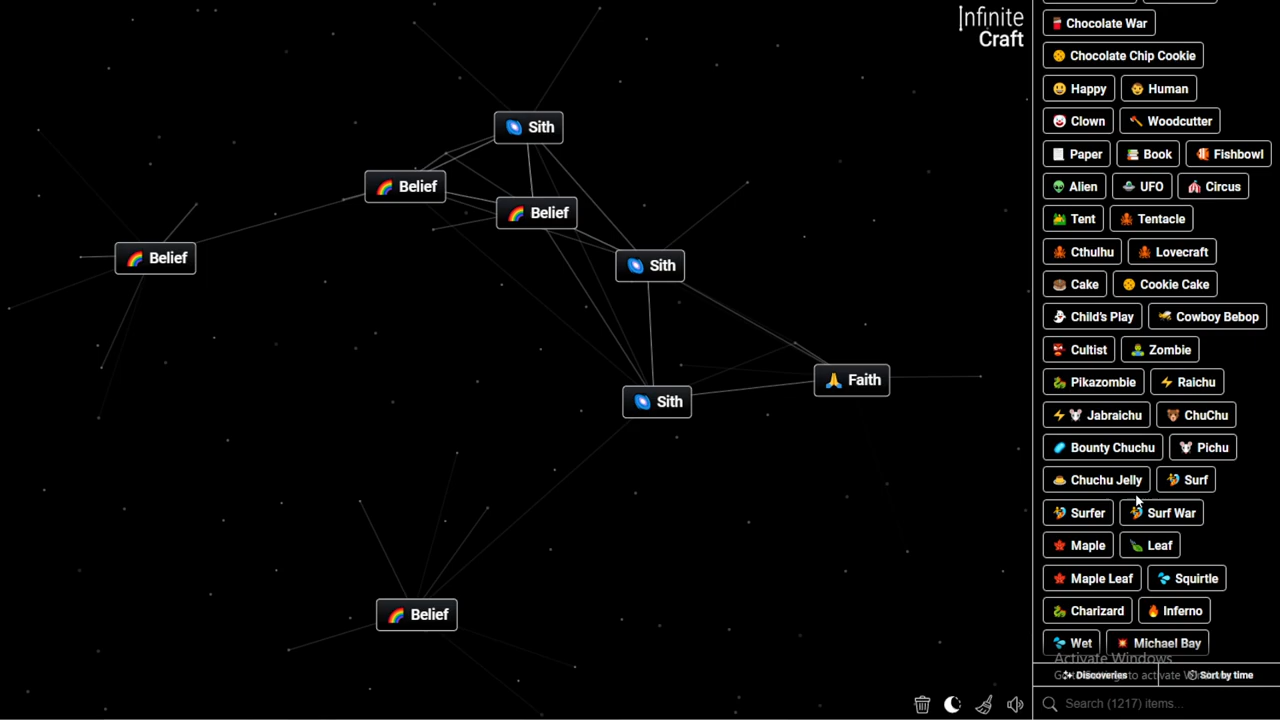 Infinite
Craft
Sith
Belief
Belief
Belief
Sith
Faith
Sith
Belief
Chocolate War
Chocolate Chip Cookie
Happy
Human
Clown
Woodcutter
Paper
Book
Fishbowl
Alien
UFO
Circus
Tent
Tentacle
Cthulhu
Lovecraft
Cake
Cookie Cake
Child's Play
Cowboy Bebop
Cultist
Zombie
Pikazombie
Raichu
Jabraichu
ChuChu
Bounty Chuchu
Pichu
Chuchu Jelly
Surf
Surfer
Surf War
Maple
Leaf
Maple Leaf
Squirtle
Charizard
Inferno
Wet
Michael Bay
Activate Windows
Discoveries
Sort by time
Search (1217) items...